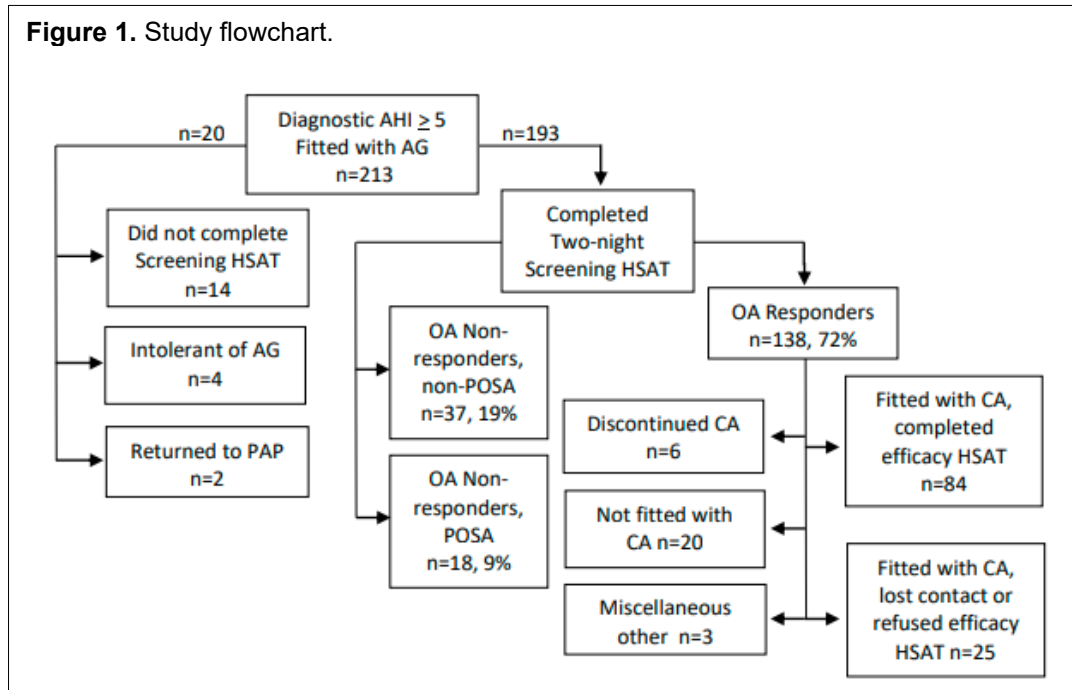 Figure 1. Study flowchart.
n=20
Diagnostic AHI ≥ 5
Fitted with AG
n=213
n=193
Did not complete
Screening HSAT
n=14
Intolerant of AG
n=4
Returned to PAP
n=2
Completed
Two-night
Screening HSAT
OA Non-
responders,
non-POSA
n=37, 19%
OA Non-
responders,
POSA
n=18, 9%
OA Responders
n=138, 72%
Discontinued CA
n=6
Not fitted with
CA n=20
Miscellaneous
other n=3
Fitted with CA,
completed
efficacy HSAT
n=84
Fitted with CA,
lost contact or
refused efficacy
HSAT n=25